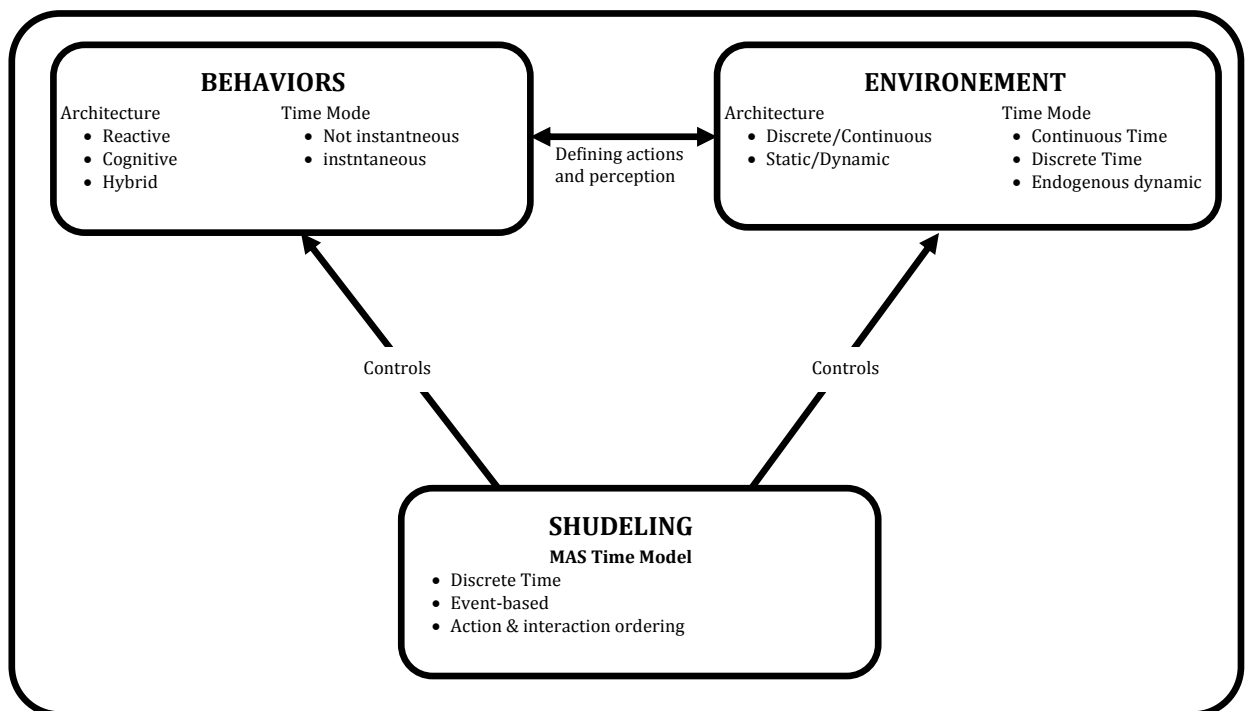 BEHAVIORS
Architecture
• Reactive
• Cognitive
• Hybrid
Time Mode
• Not instantneous
• instntaneous
Defining actions
and perception
ENVIRONEMENT
Architecture
• Discrete/Continuous
• Static/Dynamic
Time Mode
• Continuous Time
• Discrete Time
• Endogenous dynamic
Controls
Controls
SHUDELING
MAS Time Model
• Discrete Time
• Event-based
• Action & interaction ordering